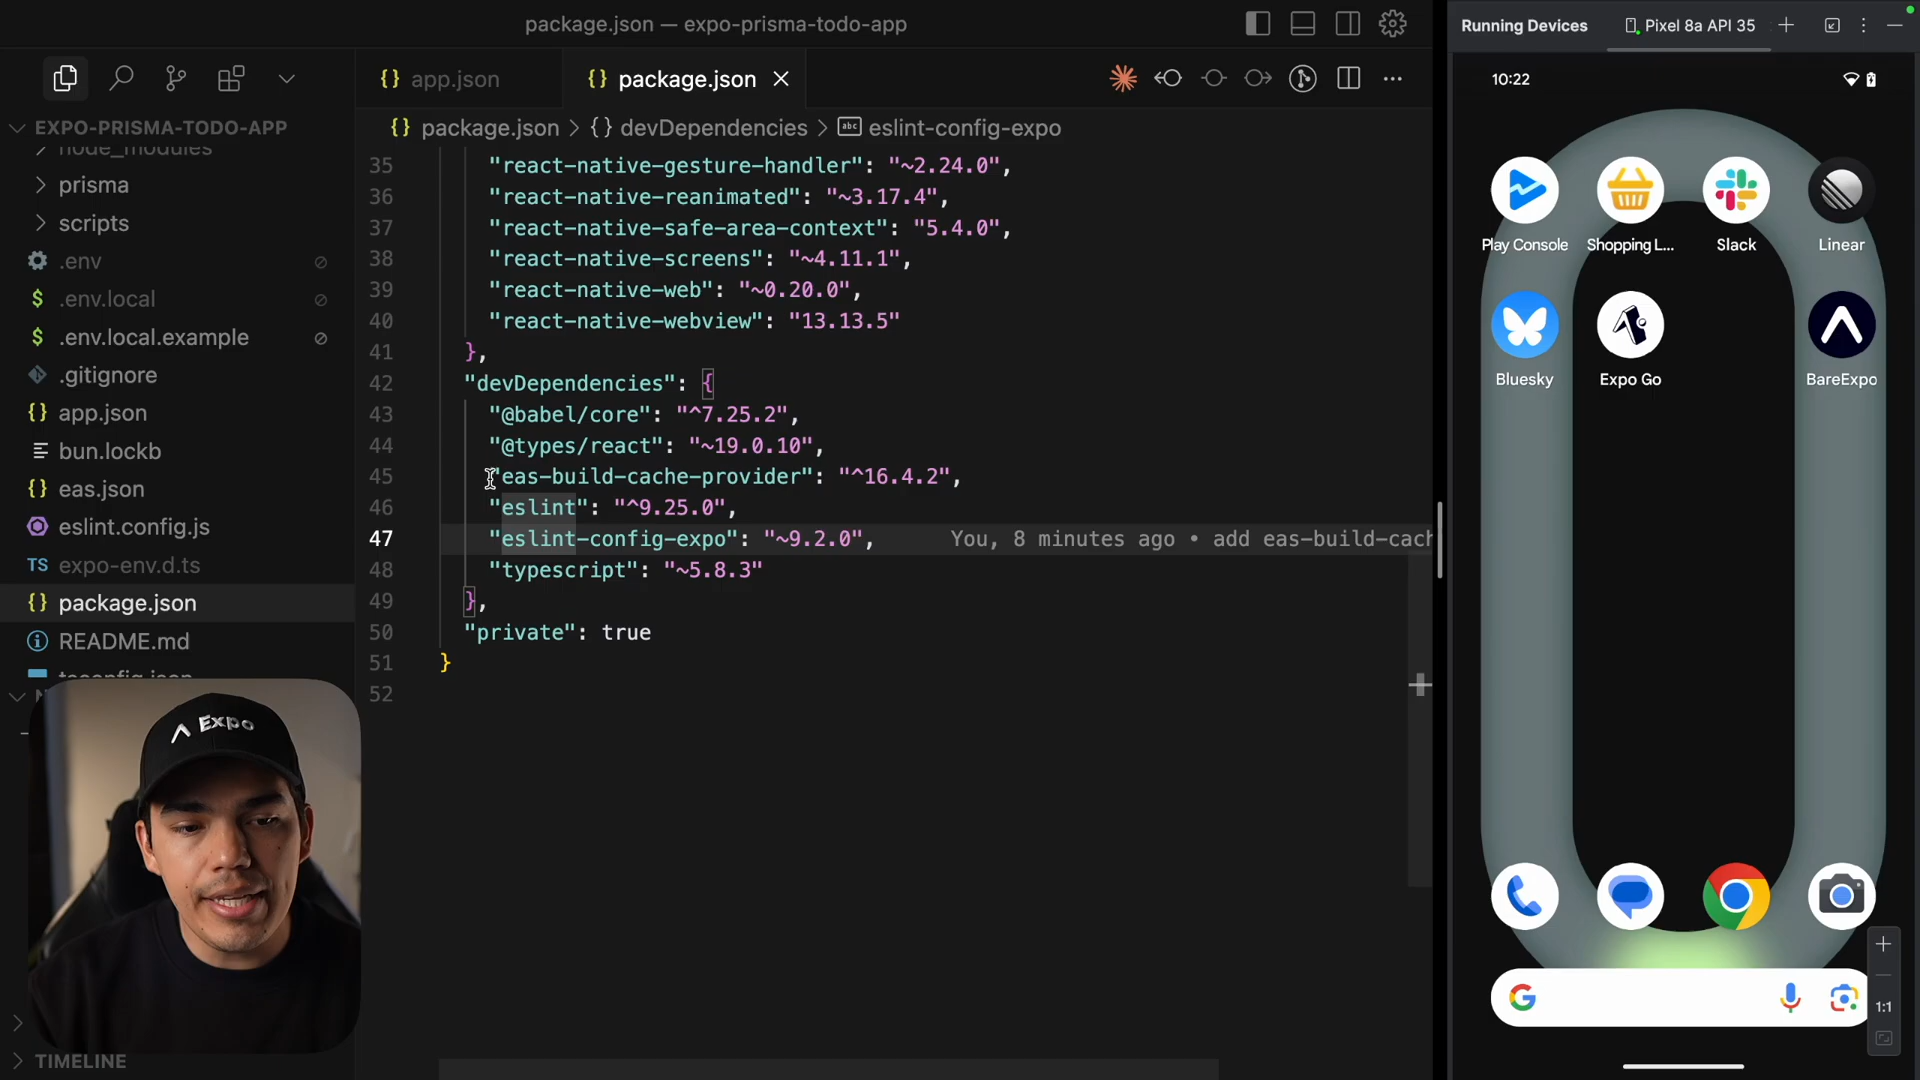 package.json — expo-prisma-todo-app
Running Devices
Pixel 8a API 35
app.json
package.json
EXPO-PRISMA-TODO-APP
node_modules
prisma
scripts
.env
.env.local
.env.local.example
.gitignore
app.json
bun.lockb
eas.json
eslint.config.js
TS expo-env.d.ts
package.json
README.md
tsconfig.json
TIMELINE
package.json > {} devDependencies > abc eslint-config-expo
35 "react-native-gesture-handler": "~2.24.0",
36 "react-native-reanimated": "~3.17.4",
37 "react-native-safe-area-context": "5.4.0",
38 "react-native-screens": "~4.11.1",
39 "react-native-web": "~0.20.0",
40 "react-native-webview": "13.13.5"
41 },
42 "devDependencies": {
43 "@babel/core": "^7.25.2",
44 "@types/react": "~19.0.10",
45 "eas-build-cache-provider": "^16.4.2",
46 "eslint": "^9.25.0",
47 "eslint-config-expo": "~9.2.0", You, 8 minutes ago • add eas-build-cach
48 "typescript": "~5.8.3"
49 },
50 "private": true
51 }
52
Expo
10:22
Play Console
Shopping L...
Slack
Linear
Bluesky
Expo Go
BareExpo
1:1